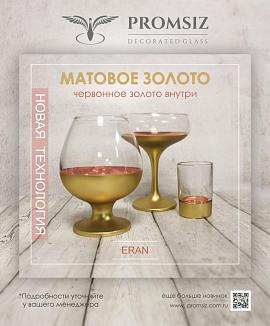 PROMSIZ
DECORATED GLASS
МАТОВОЕ ЗОЛОТО
червонное золото внутри
НОВАЯ ТЕХНОЛОГИЯ
ERAN
*Подробности уточняйте
у вашего менеджера
еще больше новинок
www.promsiz.com.ru